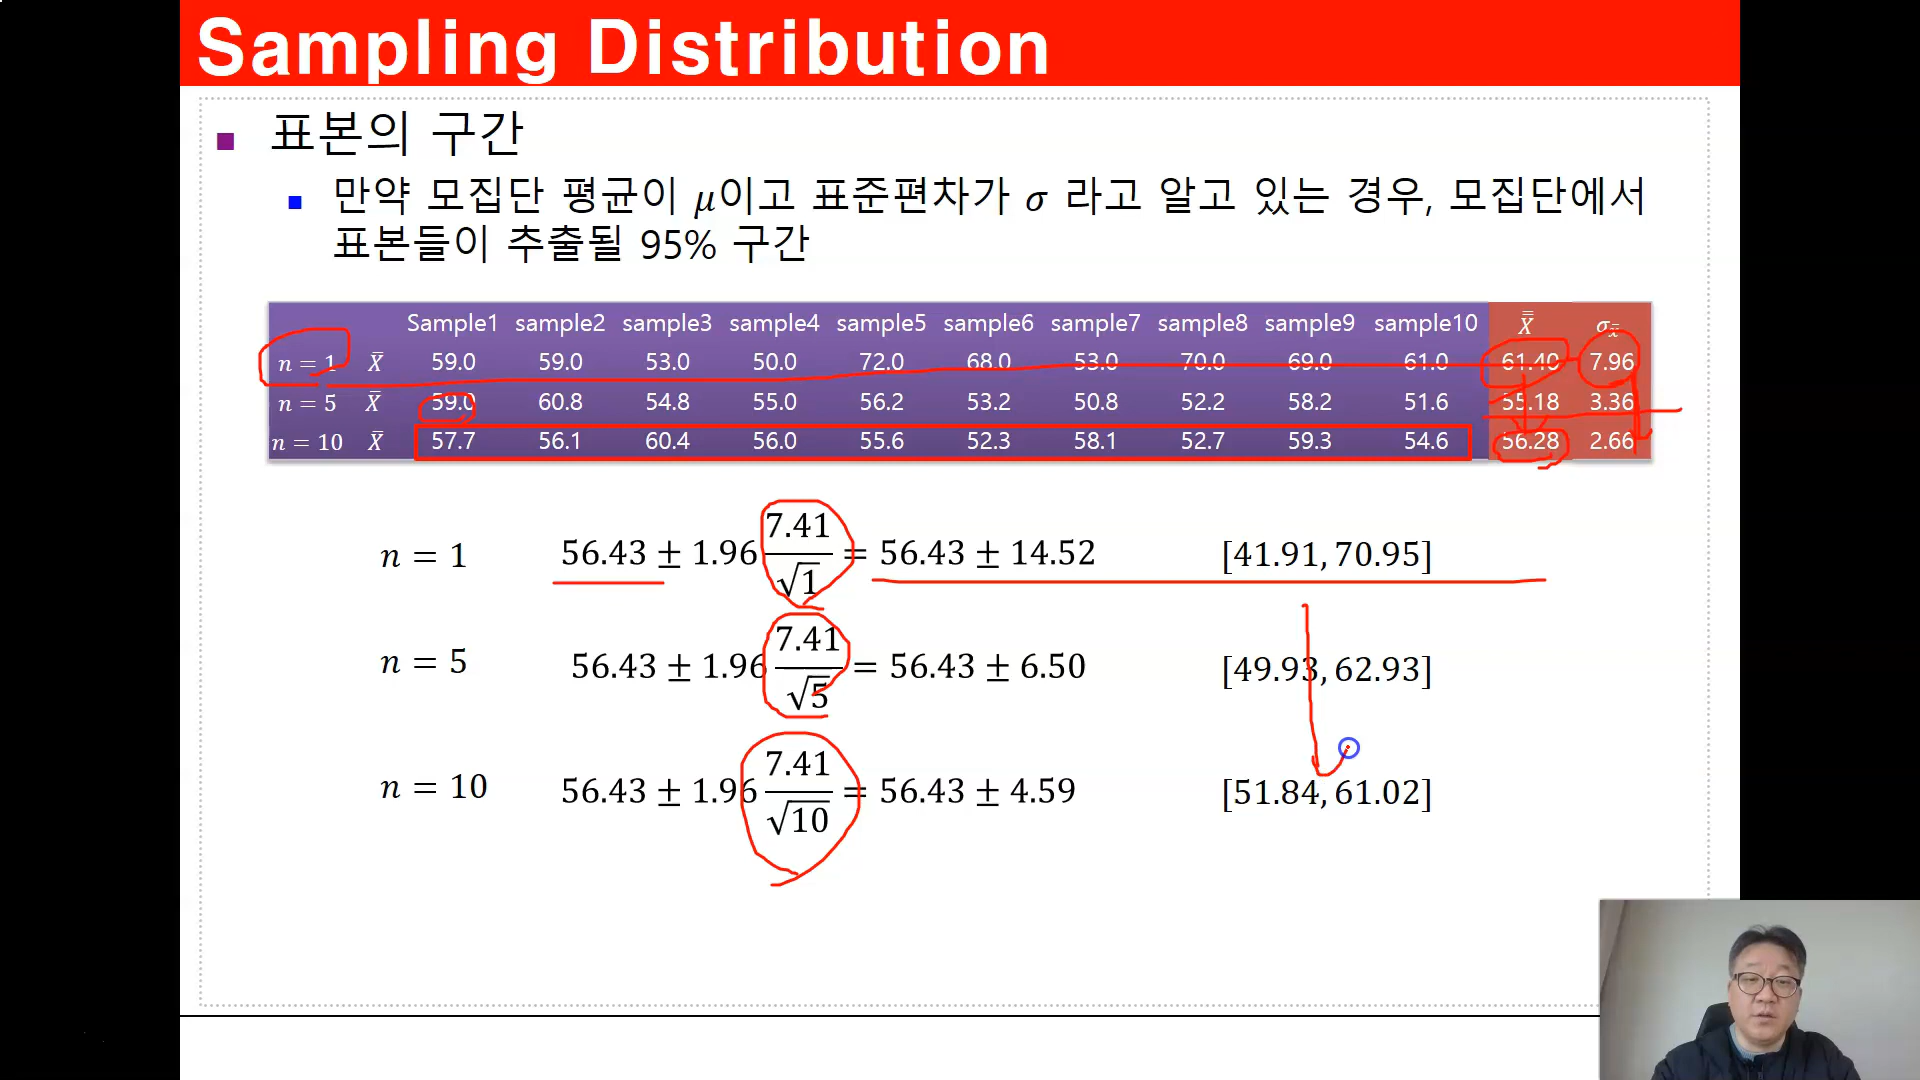 Sampling Distribution
표본의 구간
만약 모집단 평균이 μ이고 표준편차가 σ 라고 알고 있는 경우, 모집단에서
표본들이 추출될 95% 구간
Sample1 sample2 sample3 sample4 sample5 sample6 sample7 sample8 sample9 sample10 X̿ σ_x̄
n = 1 X̄ 59.0 59.0 53.0 50.0 72.0 68.0 53.0 70.0 69.0 61.0 61.40 7.96
n = 5 X̄ 59.0 60.8 54.8 55.0 56.2 53.2 50.8 52.2 58.2 51.6 55.18 3.36
n = 10 X̄ 57.7 56.1 60.4 56.0 55.6 52.3 58.1 52.7 59.3 54.6 56.28 2.66
n = 1 56.43 ± 1.96 7.41/√1 = 56.43 ± 14.52 [41.91, 70.95]
n = 5 56.43 ± 1.96 7.41/√5 = 56.43 ± 6.50 [49.93, 62.93]
n = 10 56.43 ± 1.96 7.41/√10 = 56.43 ± 4.59 [51.84, 61.02]